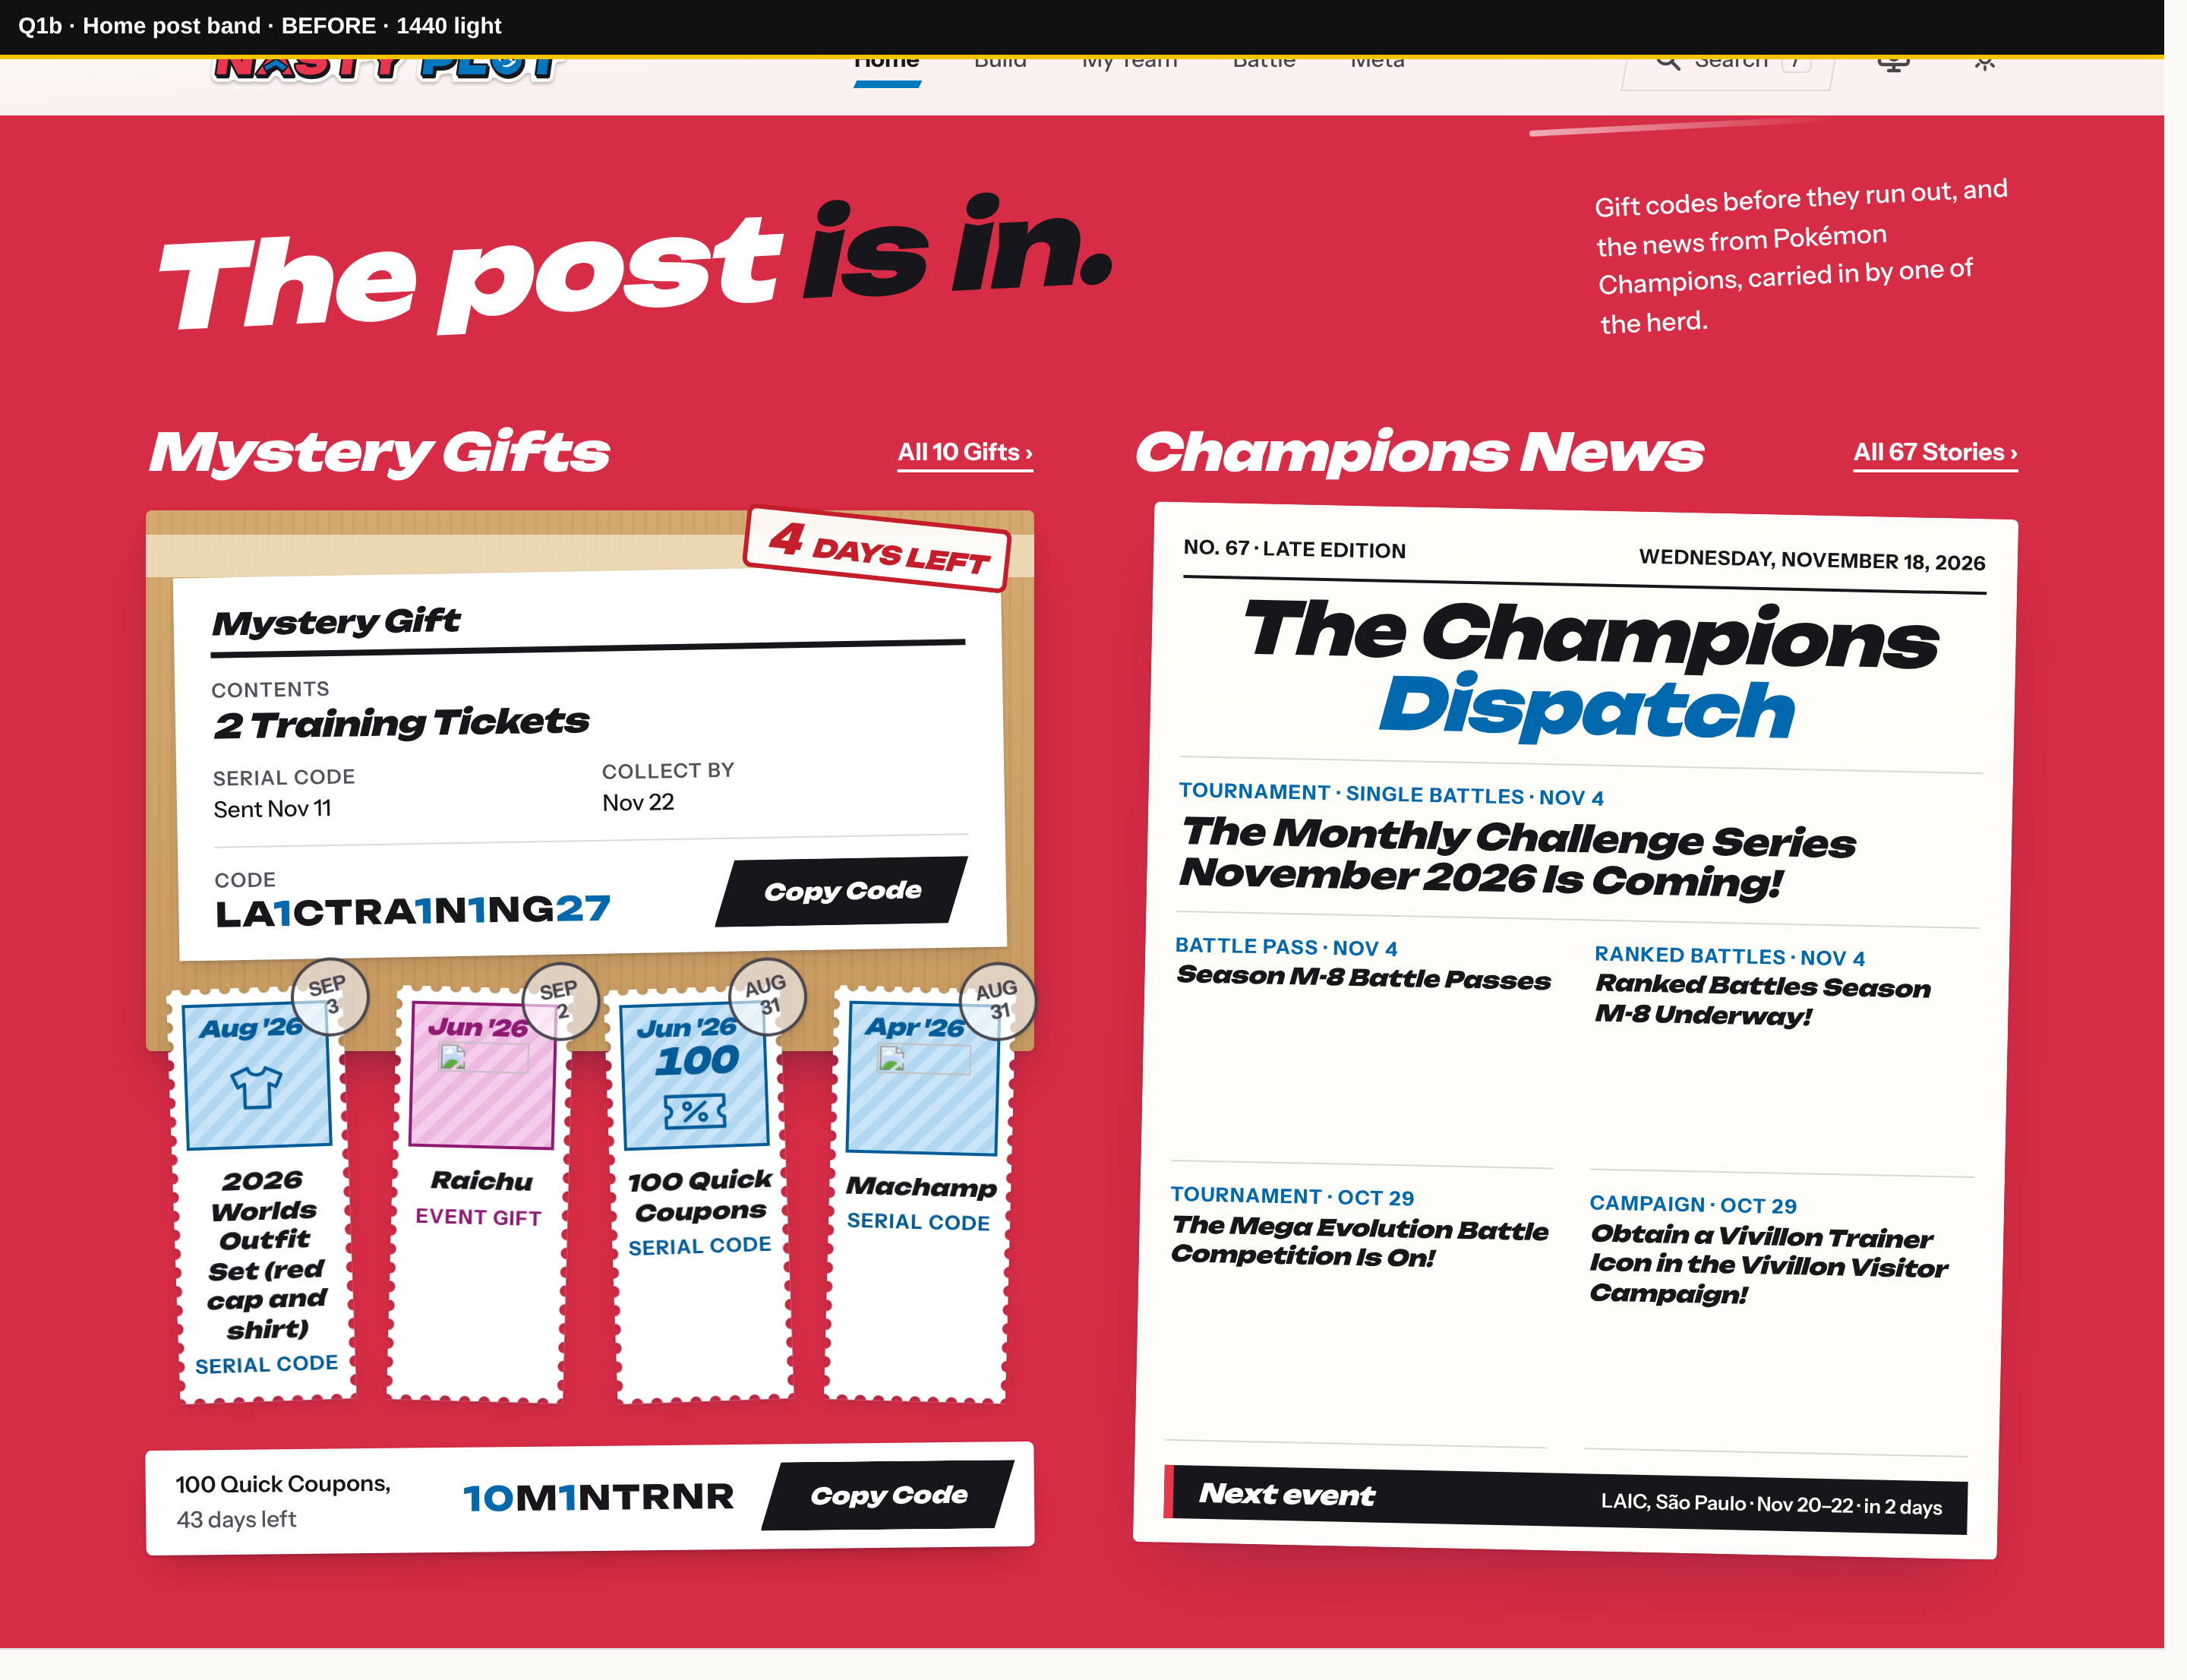 Q1b · Home post band · BEFORE · 1440 light
NASTY PLOT
Home
Build
My Team
Battle
Meta
Search /
The post is in.
Gift codes before they run out, and
the news from Pokémon
Champions, carried in by one of
the herd.
Mystery Gifts
All 10 Gifts ›
4 DAYS LEFT
Mystery Gift
CONTENTS
2 Training Tickets
SERIAL CODE
Sent Nov 11
COLLECT BY
Nov 22
CODE
LA1CTRA1N1NG27
Copy Code
SEP
3
Aug '26
2026
Worlds
Outfit
Set (red
cap and
shirt)
SERIAL CODE
SEP
2
Jun '26
Raichu
EVENT GIFT
AUG
31
Jun '26
100
%
100 Quick
Coupons
SERIAL CODE
AUG
31
Apr '26
Machamp
SERIAL CODE
100 Quick Coupons,
43 days left
10M1NTRNR
Copy Code
Champions News
All 67 Stories ›
NO. 67 · LATE EDITION
WEDNESDAY, NOVEMBER 18, 2026
The Champions
Dispatch
TOURNAMENT · SINGLE BATTLES · NOV 4
The Monthly Challenge Series
November 2026 Is Coming!
BATTLE PASS · NOV 4
Season M-8 Battle Passes
RANKED BATTLES · NOV 4
Ranked Battles Season
M-8 Underway!
TOURNAMENT · OCT 29
The Mega Evolution Battle
Competition Is On!
CAMPAIGN · OCT 29
Obtain a Vivillon Trainer
Icon in the Vivillon Visitor
Campaign!
Next event
LAIC, São Paulo · Nov 20–22 · in 2 days